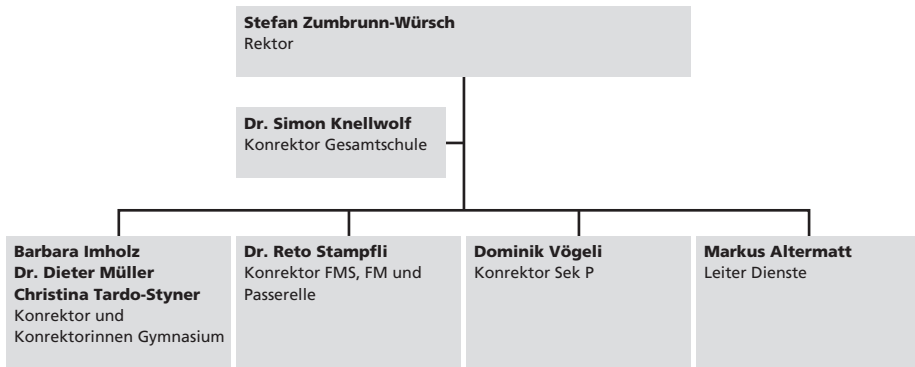 Stefan Zumbrunn-Würsch
Rektor
Dr. Simon Knellwolf
Konrektor Gesamtschule
Barbara Imholz
Dr. Dieter Müller
Christina Tardo-Styner
Konrektor und
Konrektorinnen Gymnasium
Dr. Reto Stampfli
Konrektor FMS, FM und
Passerelle
Dominik Vögeli
Konrektor Sek P
Markus Altermatt
Leiter Dienste